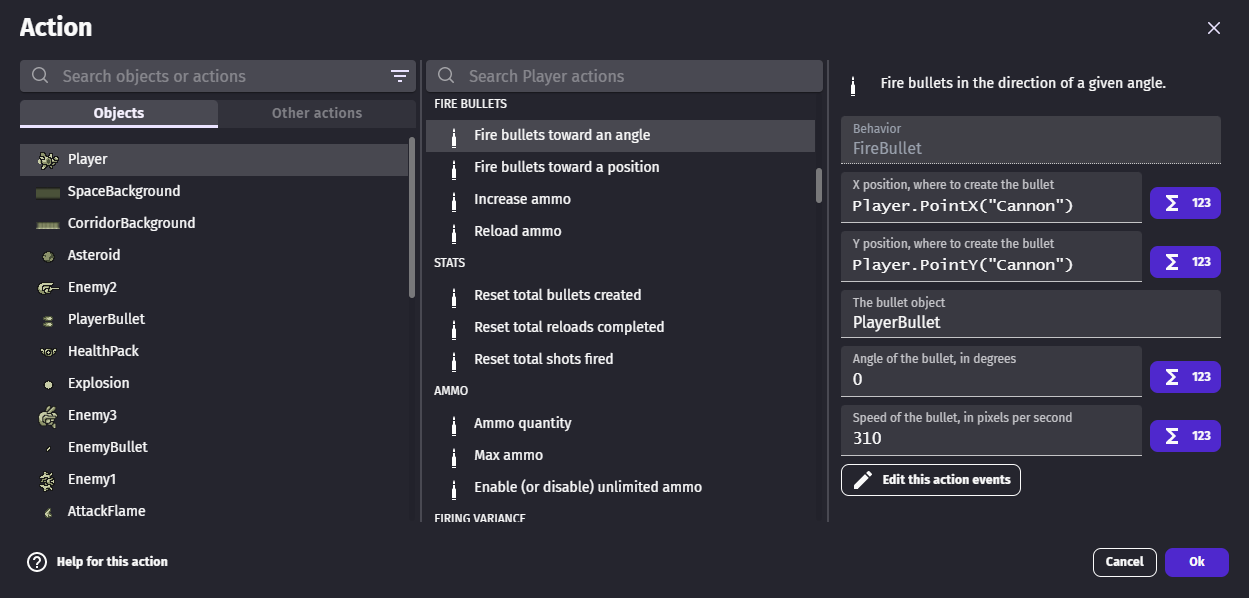 Action
Search objects or actions
Objects
Other actions
Player
SpaceBackground
CorridorBackground
Asteroid
Enemy2
PlayerBullet
HealthPack
Explosion
Enemy3
EnemyBullet
Enemy1
AttackFlame
Search Player actions
FIRE BULLETS
Fire bullets toward an angle
Fire bullets toward a position
Increase ammo
Reload ammo
STATS
Reset total bullets created
Reset total reloads completed
Reset total shots fired
AMMO
Ammo quantity
Max ammo
Enable (or disable) unlimited ammo
FIRING VARIANCE
Fire bullets in the direction of a given angle.
Behavior
FireBullet
X position, where to create the bullet
Player.PointX("Cannon")
Σ 123
Y position, where to create the bullet
Player.PointY("Cannon")
Σ 123
The bullet object
PlayerBullet
Angle of the bullet, in degrees
0
Σ 123
Speed of the bullet, in pixels per second
310
Σ 123
Edit this action events
Help for this action
Cancel
Ok